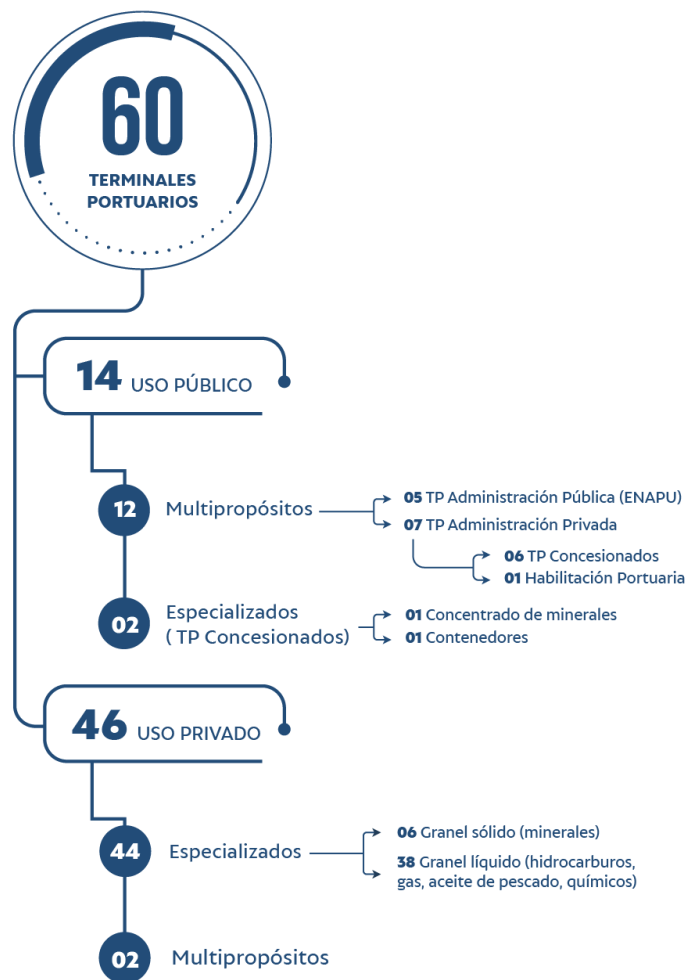 60
TERMINALES
PORTUARIOS
14 USO PÚBLICO
12 Multipropósitos
05 TP Administración Pública (ENAPU)
07 TP Administración Privada
06 TP Concesionados
01 Habilitación Portuaria
02 Especializados
( TP Concesionados)
01 Concentrado de minerales
01 Contenedores
46 USO PRIVADO
44 Especializados
06 Granel sólido (minerales)
38 Granel líquido (hidrocarburos,
gas, aceite de pescado, químicos)
02 Multipropósitos